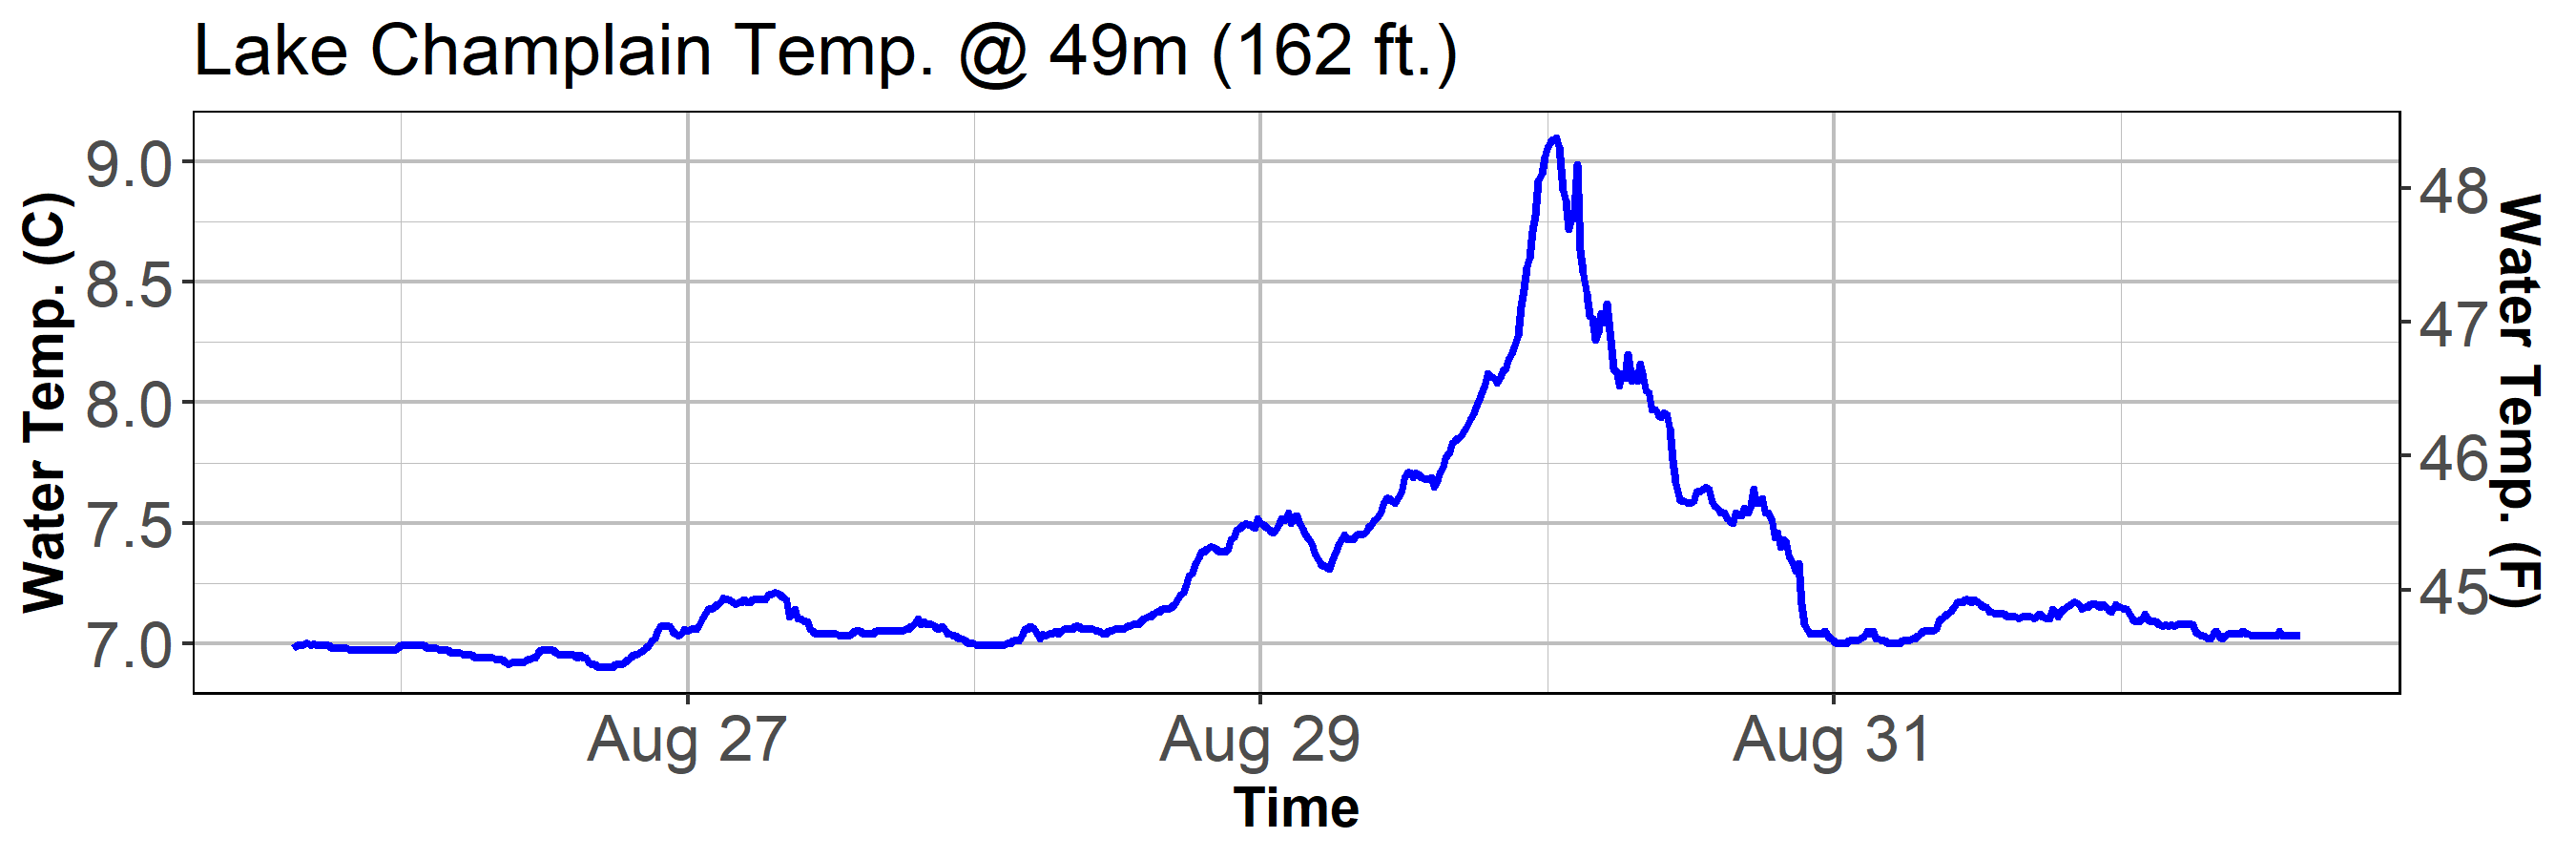 Lake Champlain Temp. @ 49m (162 ft.)
Water Temp. (C)
9.0
8.5
8.0
7.5
7.0
48
47
46
45
Water Temp. (F)
Aug 27 Aug 29 Aug 31
Time